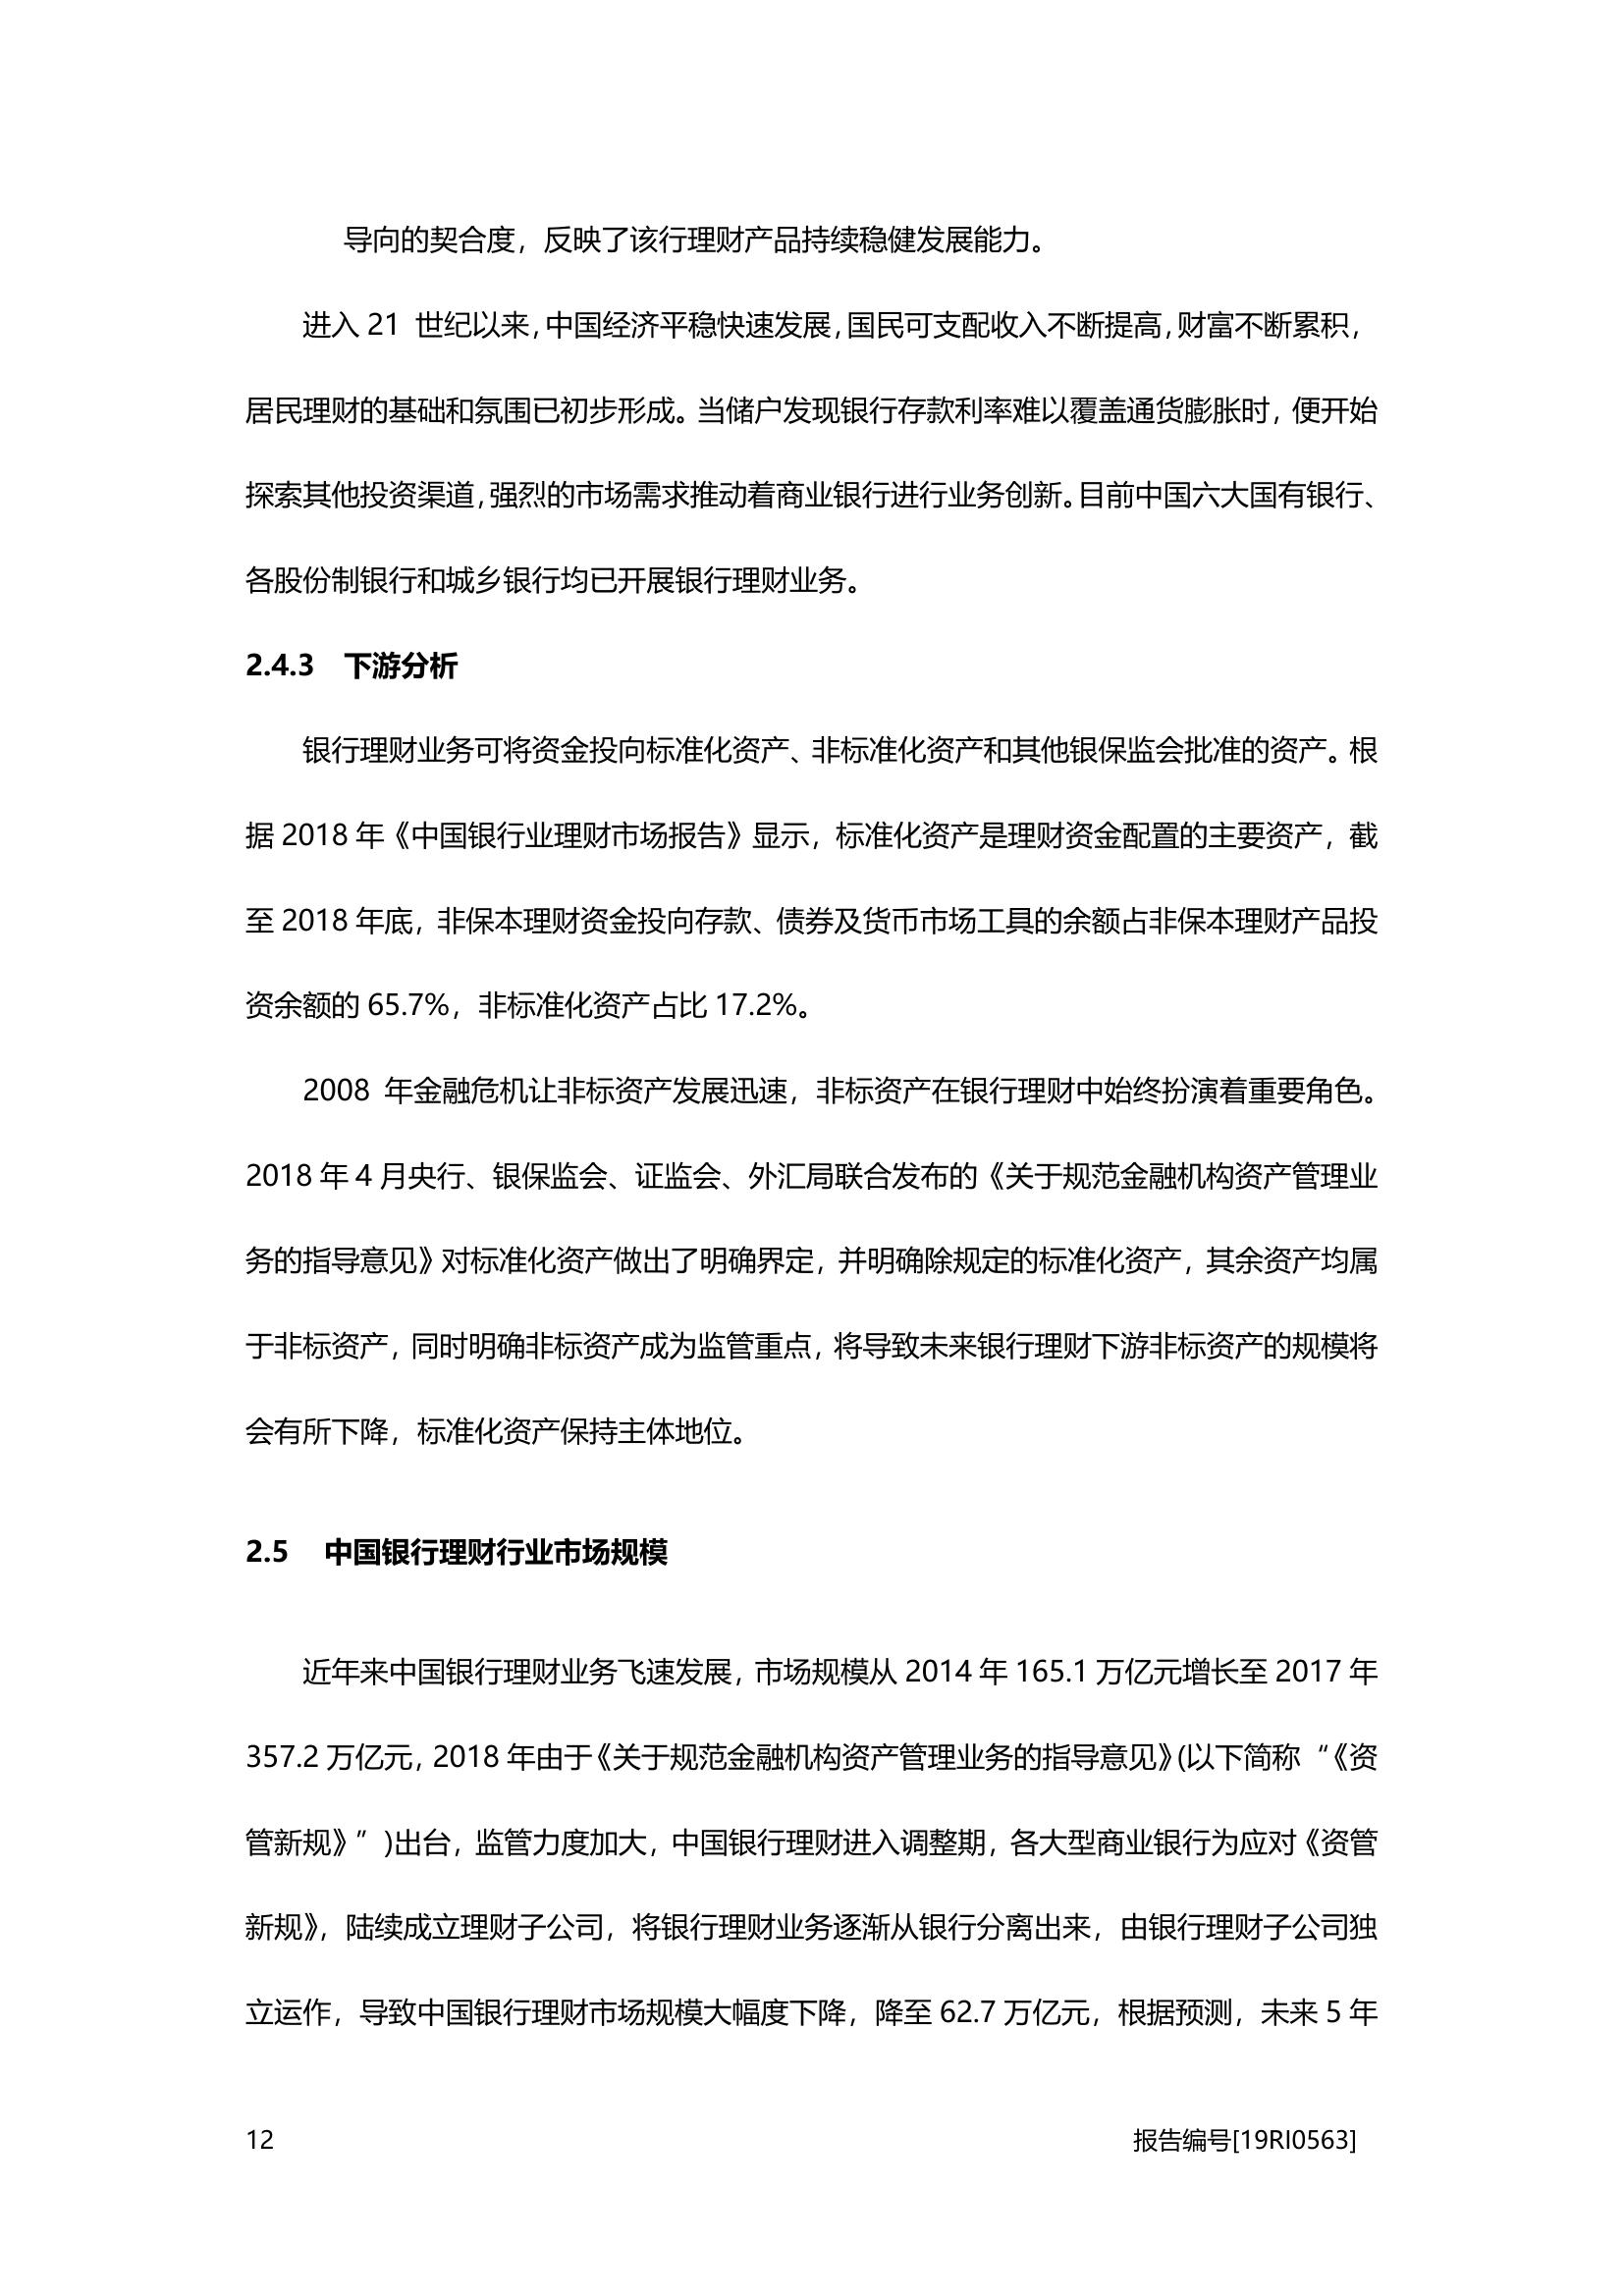 导向的契合度，反映了该行理财产品持续稳健发展能力。
进入 21 世纪以来，中国经济平稳快速发展，国民可支配收入不断提高，财富不断累积，
居民理财的基础和氛围已初步形成。当储户发现银行存款利率难以覆盖通货膨胀时，便开始
探索其他投资渠道，强烈的市场需求推动着商业银行进行业务创新。目前中国六大国有银行、
各股份制银行和城乡银行均已开展银行理财业务。
2.4.3 下游分析
银行理财业务可将资金投向标准化资产、非标准化资产和其他银保监会批准的资产。根
据 2018 年《中国银行业理财市场报告》显示，标准化资产是理财资金配置的主要资产，截
至 2018 年底，非保本理财资金投向存款、债券及货币市场工具的余额占非保本理财产品投
资余额的 65.7%，非标准化资产占比 17.2%。
2008 年金融危机让非标资产发展迅速，非标资产在银行理财中始终扮演着重要角色。
2018 年 4 月央行、银保监会、证监会、外汇局联合发布的《关于规范金融机构资产管理业
务的指导意见》对标准化资产做出了明确界定，并明确除规定的标准化资产，其余资产均属
于非标资产，同时明确非标资产成为监管重点，将导致未来银行理财下游非标资产的规模将
会有所下降，标准化资产保持主体地位。
2.5 中国银行理财行业市场规模
近年来中国银行理财业务飞速发展，市场规模从 2014 年 165.1 万亿元增长至 2017 年
357.2 万亿元，2018 年由于《关于规范金融机构资产管理业务的指导意见》(以下简称“《资
管新规》”)出台，监管力度加大，中国银行理财进入调整期，各大型商业银行为应对《资管
新规》，陆续成立理财子公司，将银行理财业务逐渐从银行分离出来，由银行理财子公司独
立运作，导致中国银行理财市场规模大幅度下降，降至 62.7 万亿元，根据预测，未来 5 年
12 报告编号[19RI0563]